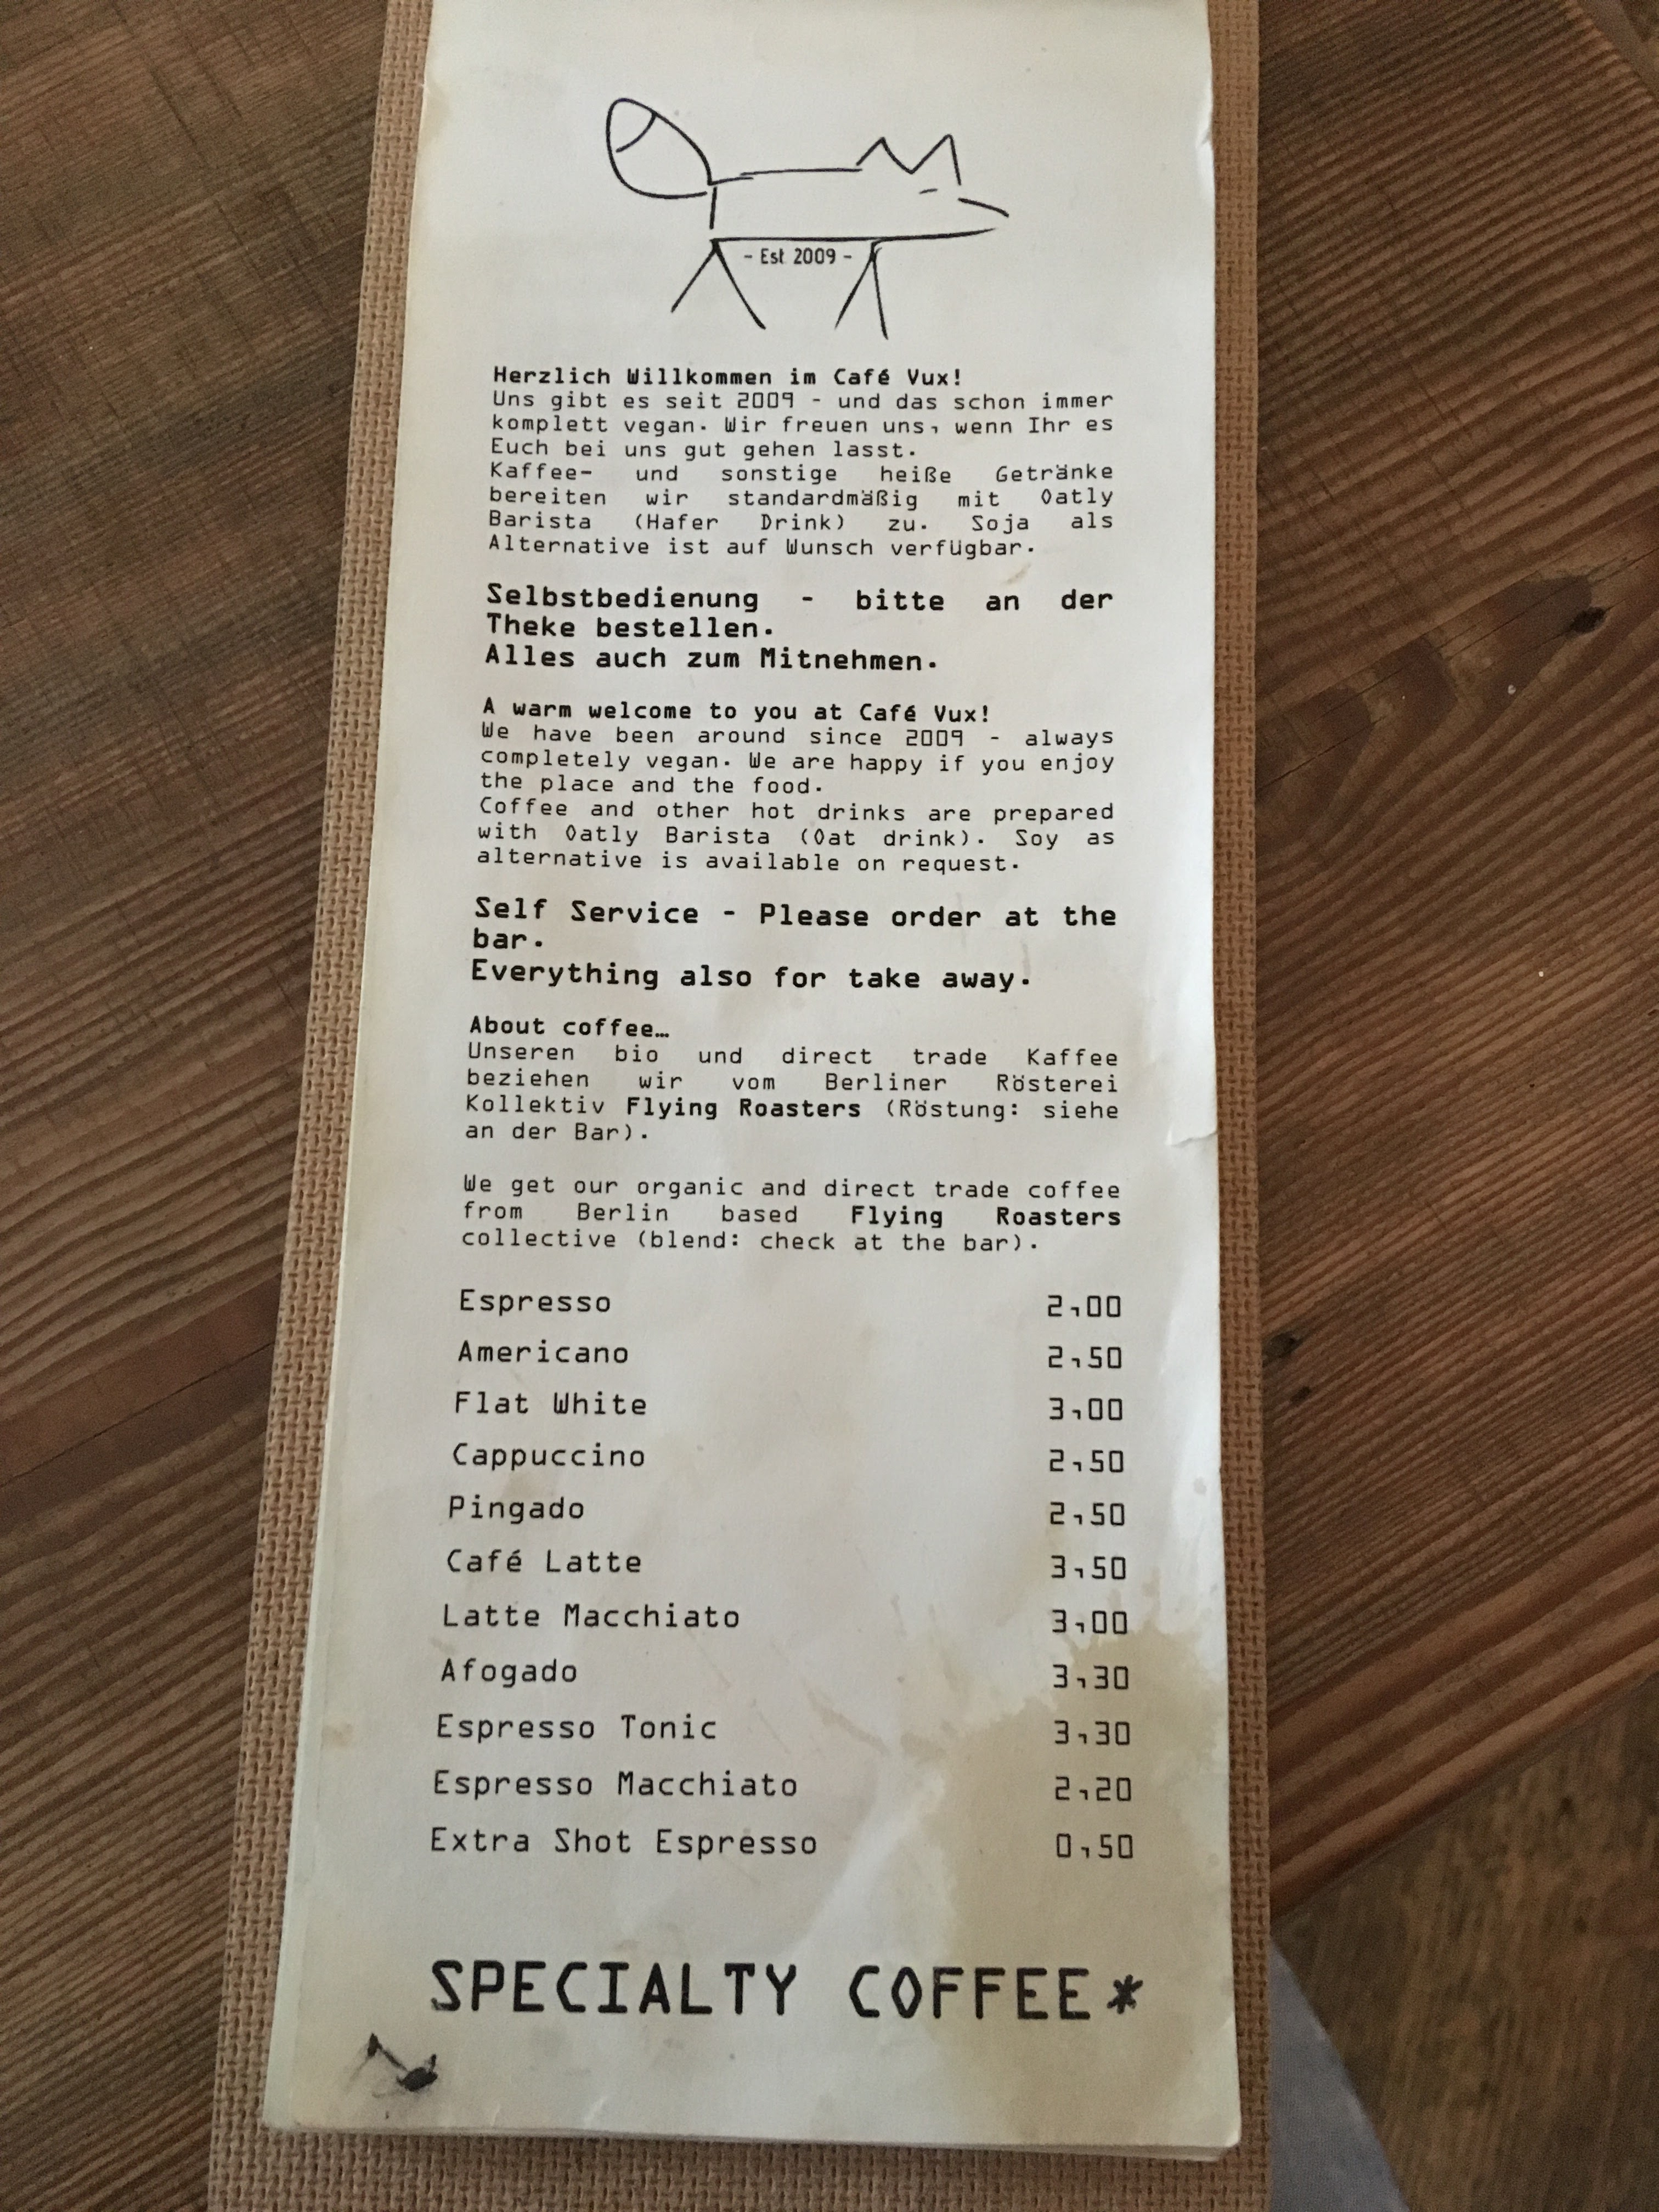 - Est 2009 -
Herzlich Willkommen im Café Vux!
Uns gibt es seit 2009 - und das schon immer
komplett vegan. Wir freuen uns, wenn Ihr es
Euch bei uns gut gehen lasst.
Kaffee- und sonstige heiße Getränke
bereiten wir standardmäßig mit Oatly
Barista (Hafer Drink) zu. Soja als
Alternative ist auf Wunsch verfügbar.
Selbstbedienung - bitte an der
Theke bestellen.
Alles auch zum Mitnehmen.
A warm welcome to you at Café Vux!
We have been around since 2009 - always
completely vegan. We are happy if you enjoy
the place and the food.
Coffee and other hot drinks are prepared
with Oatly Barista (Oat drink). Soy as
alternative is available on request.
Self Service - Please order at the
bar.
Everything also for take away.
About coffee…
Unseren bio und direct trade Kaffee
beziehen wir vom Berliner Rösterei
Kollektiv Flying Roasters (Röstung: siehe
an der Bar).
We get our organic and direct trade coffee
from Berlin based Flying Roasters
collective (blend: check at the bar).
Espresso 2,00
Americano 2,50
Flat White 3,00
Cappuccino 2,50
Pingado 2,50
Café Latte 3,50
Latte Macchiato 3,00
Afogado 3,30
Espresso Tonic 3,30
Espresso Macchiato 2,20
Extra Shot Espresso 0,50
SPECIALTY COFFEE*